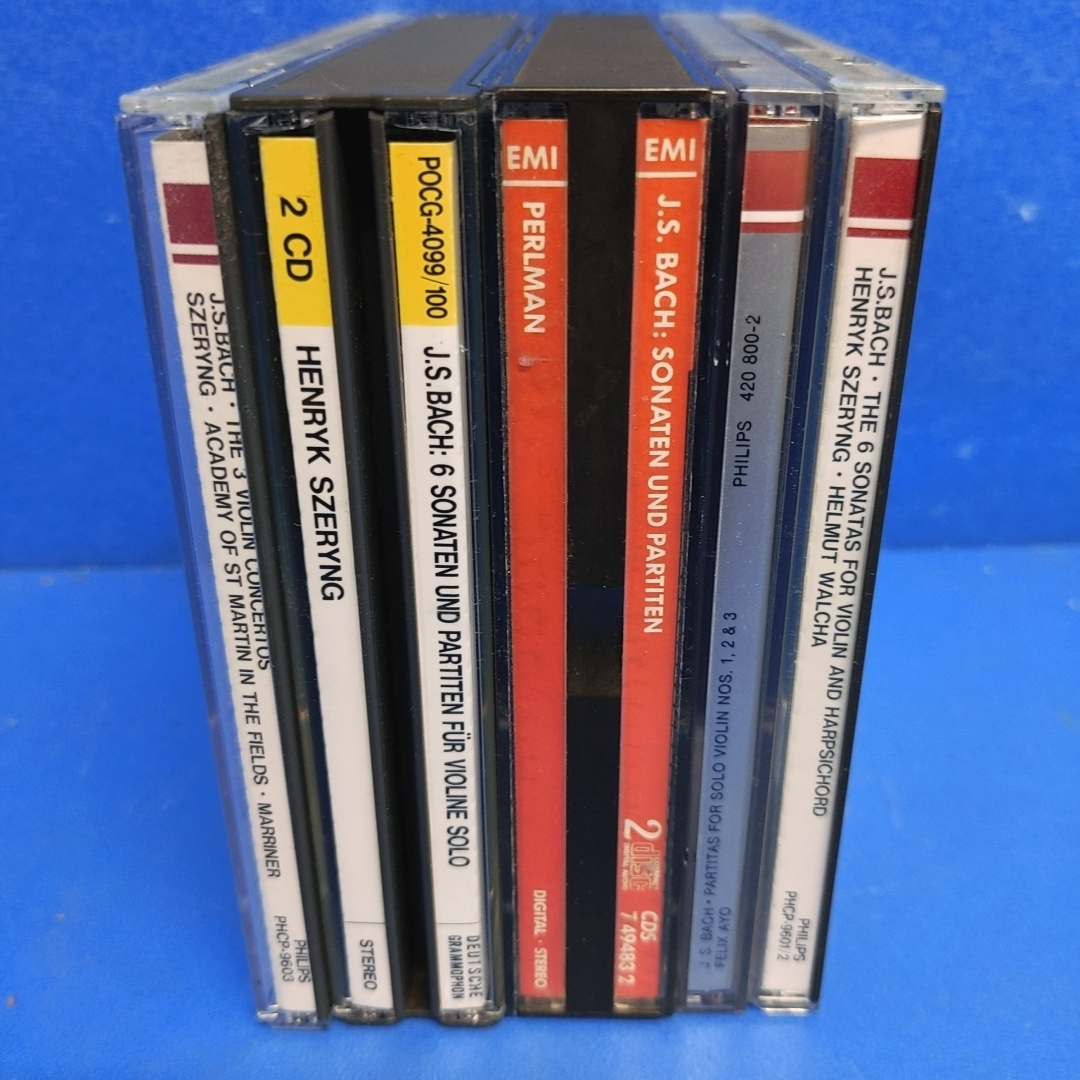 J.S.BACH · THE 3 VIOLIN CONCERTOS
SZERYNG · ACADEMY OF ST MARTIN IN THE FIELDS · MARRINER
PHILIPS
PHCP-9603
2 CD
HENRYK SZERYNG
STEREO
POCG-4099/100
J.S.BACH: 6 SONATEN UND PARTITEN FÜR VIOLINE SOLO
DEUTSCHE
GRAMMOPHON
EMI
PERLMAN
DIGITAL · STEREO
EMI
J.S. BACH: SONATEN UND PARTITEN
2
COMPACT
disc
DIGITAL AUDIO
CDS
7 49483 2
PHILIPS 420 800-2
J. S. BACH · PARTITAS FOR SOLO VIOLIN NOS. 1, 2 & 3
FELIX AYO
J.S.BACH · THE 6 SONATAS FOR VIOLIN AND HARPSICHORD
HENRYK SZERYNG · HELMUT WALCHA
PHILIPS
PHCP-9601/2